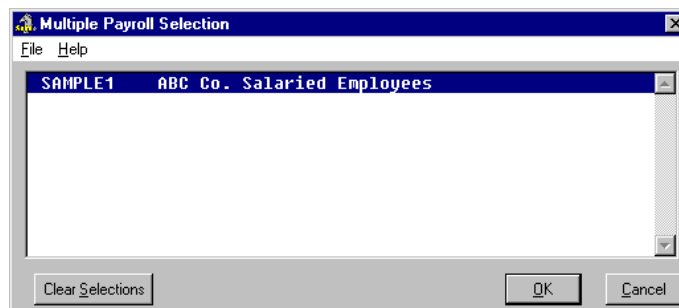 Multiple Payroll Selection
File Help
SAMPLE1 ABC Co. Salaried Employees
Clear Selections OK Cancel